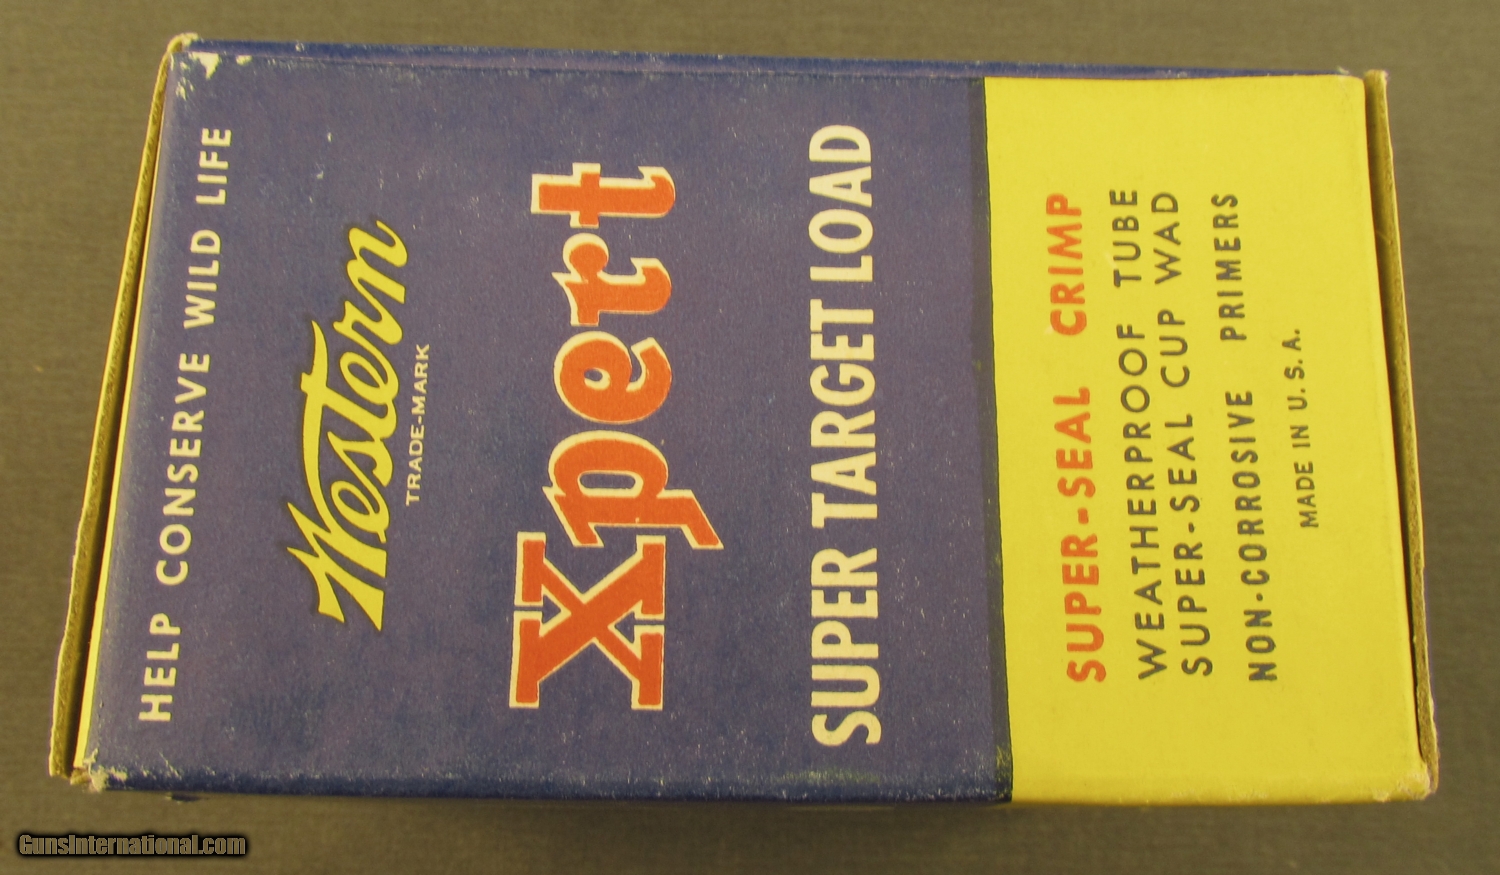 HELP CONSERVE WILD LIFE
Western
TRADE-MARK
Xpert
SUPER TARGET LOAD
SUPER-SEAL CRIMP
WEATHERPROOF TUBE
SUPER-SEAL CUP WAD
NON-CORROSIVE PRIMERS
MADE IN U.S.A.
GunsInternational.com